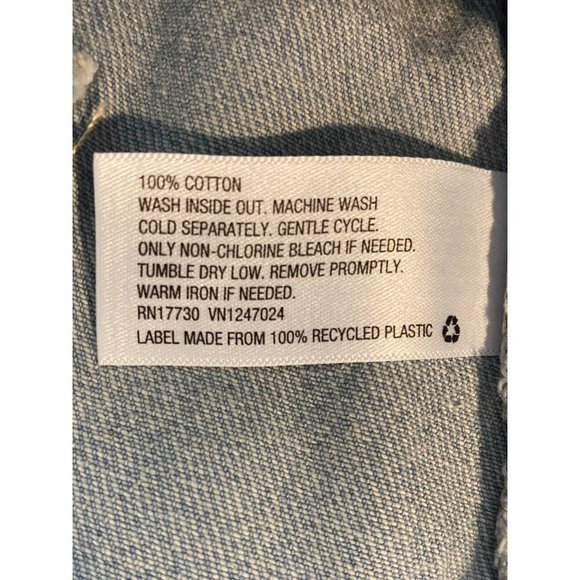 100% COTTON
WASH INSIDE OUT. MACHINE WASH
COLD SEPARATELY. GENTLE CYCLE.
ONLY NON-CHLORINE BLEACH IF NEEDED.
TUMBLE DRY LOW. REMOVE PROMPTLY.
WARM IRON IF NEEDED.
RN17730 VN1247024
LABEL MADE FROM 100% RECYCLED PLASTIC